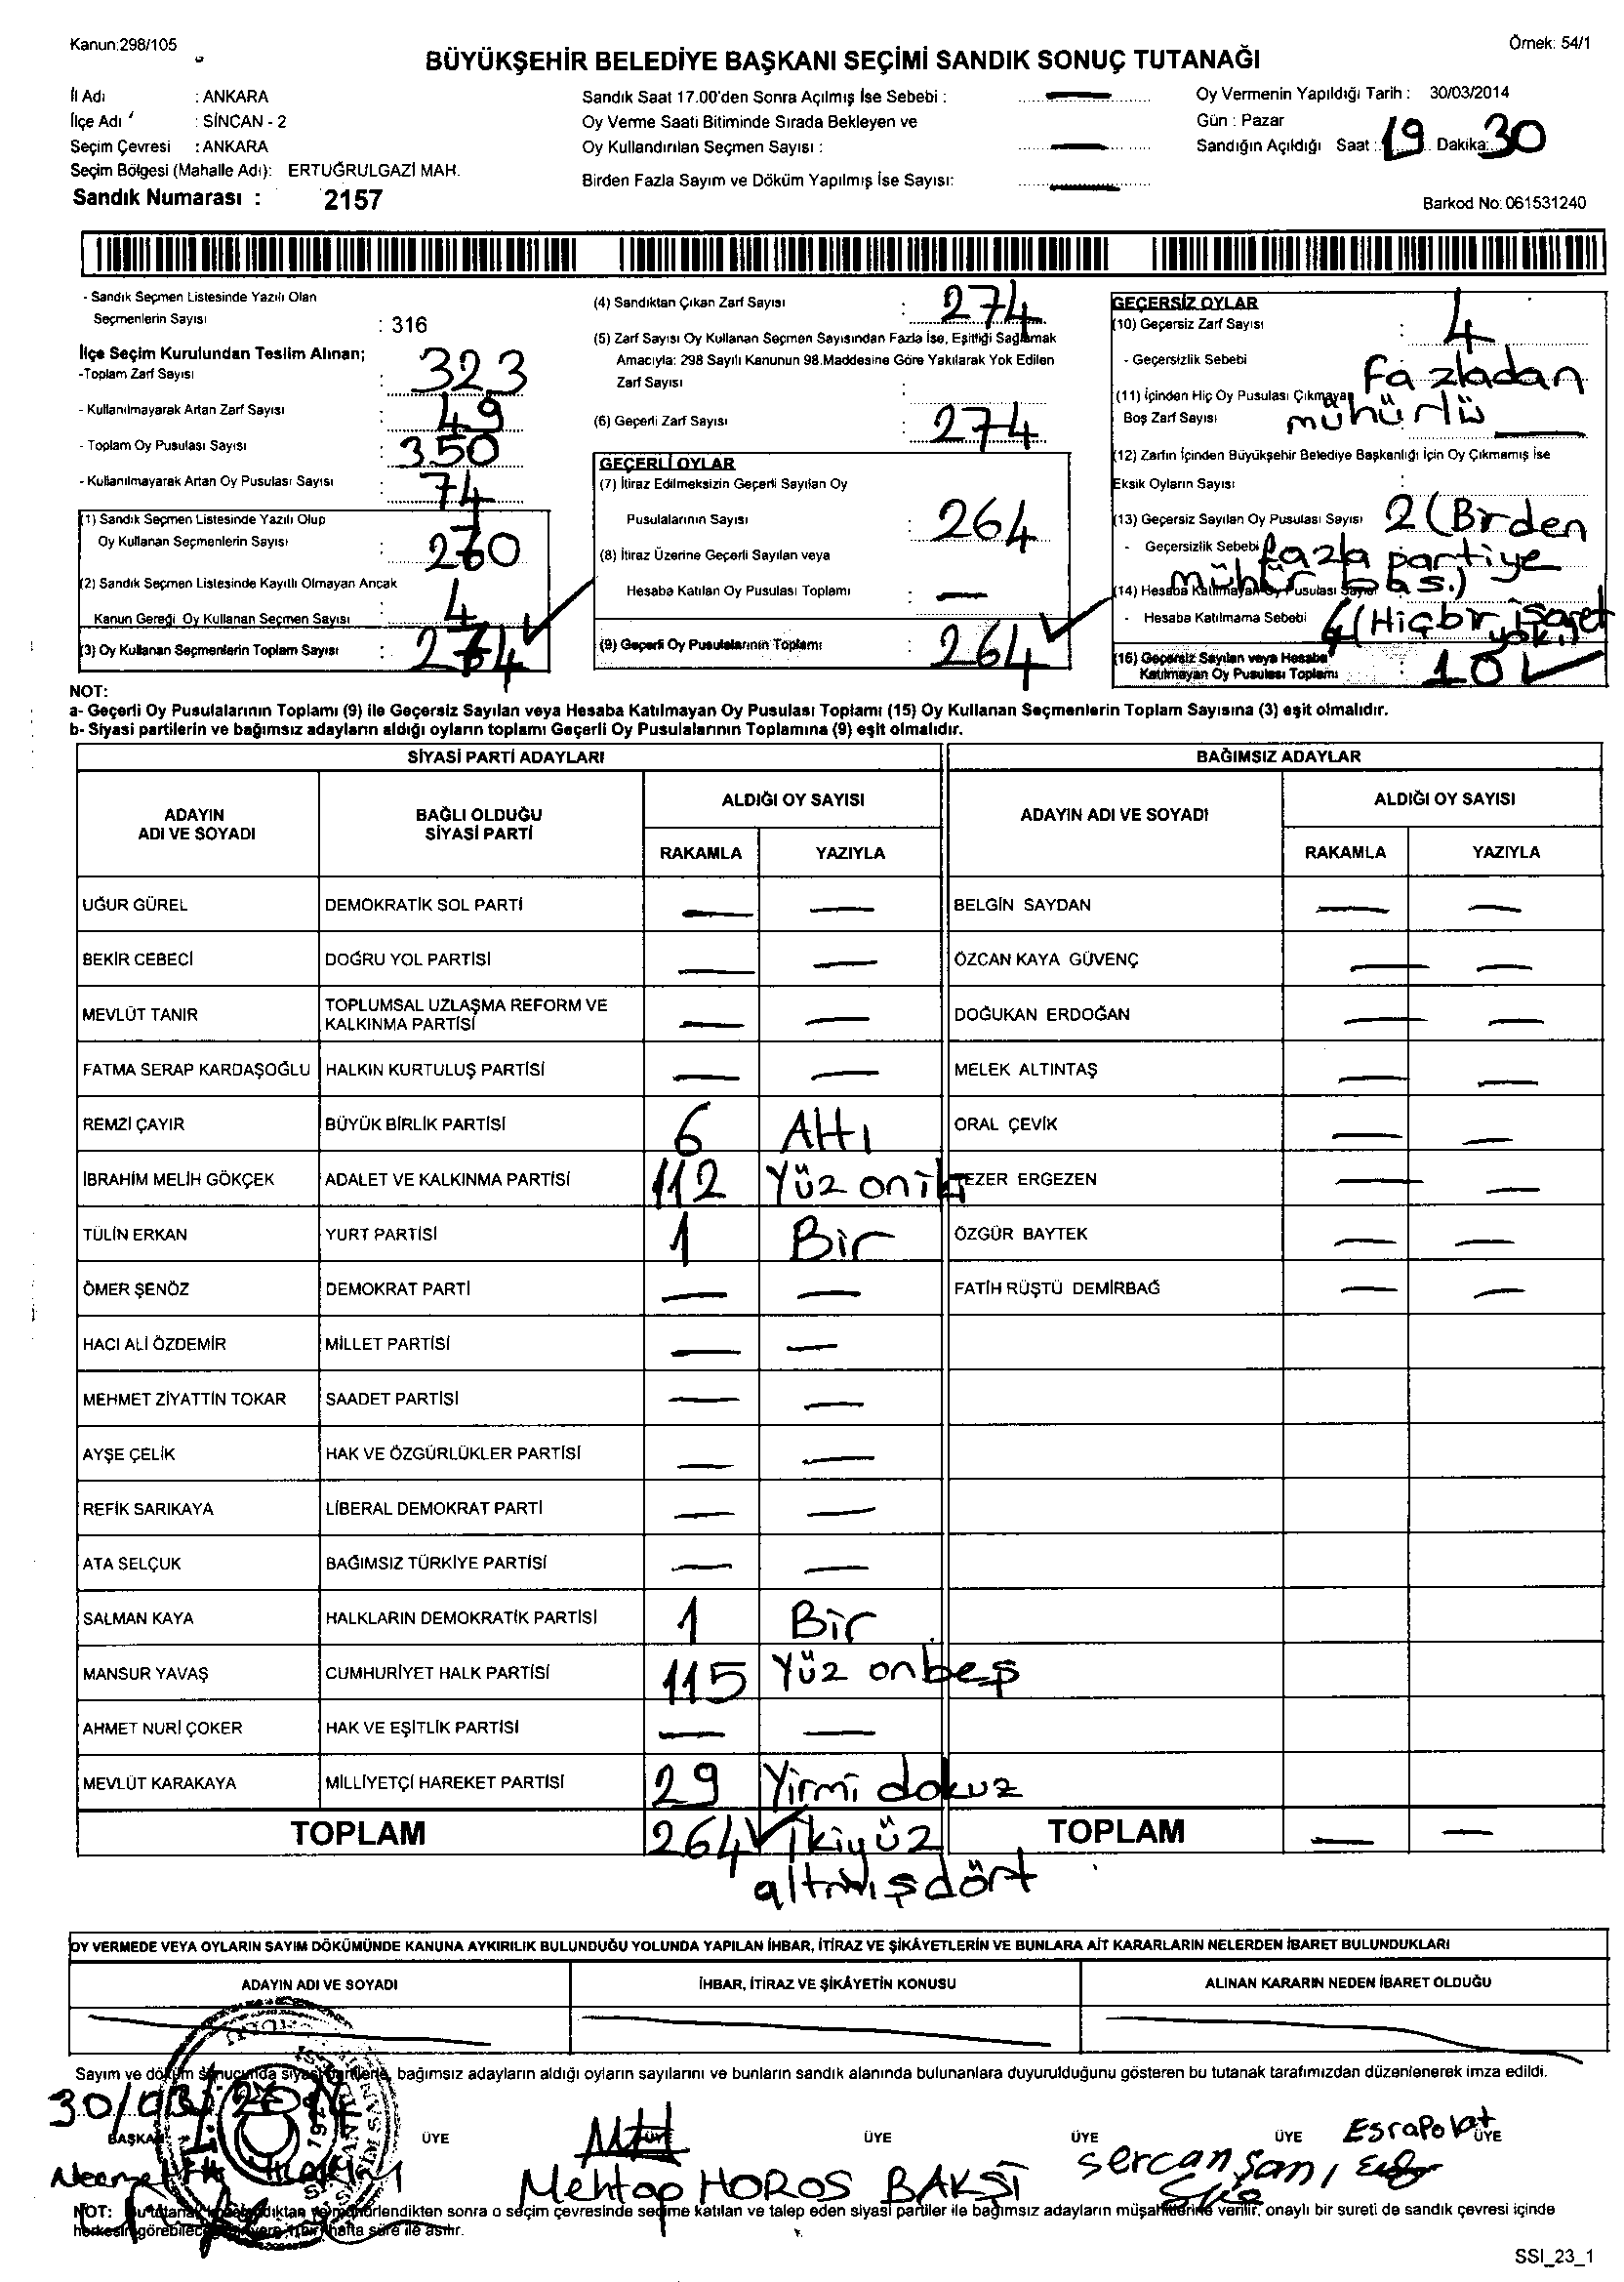 Kanun:298/105
Örnek: 54/1
BÜYÜKŞEHİR BELEDİYE BAŞKANI SEÇİMİ SANDIK SONUÇ TUTANAĞI
İl Adı : ANKARA
İlçe Adı : SİNCAN - 2
Seçim Çevresi : ANKARA
Seçim Bölgesi (Mahalle Adı): ERTUĞRULGAZİ MAH.
Sandık Numarası : 2157
Sandık Saat 17.00'den Sonra Açılmış İse Sebebi :
Oy Verme Saati Bitiminde Sırada Bekleyen ve
Oy Kullandırılan Seçmen Sayısı :
Birden Fazla Sayım ve Döküm Yapılmış İse Sayısı:
Oy Vermenin Yapıldığı Tarih : 30/03/2014
Gün : Pazar
Sandığın Açıldığı Saat : 19 Dakika: 30
Barkod No: 061531240
- Sandık Seçmen Listesinde Yazılı Olan
Seçmenlerin Sayısı : 316
İlçe Seçim Kurulundan Teslim Alınan;
-Toplam Zarf Sayısı : 323
- Kullanılmayarak Artan Zarf Sayısı : 49
- Toplam Oy Pusulası Sayısı : 350
- Kullanılmayarak Artan Oy Pusulası Sayısı : 74
(1) Sandık Seçmen Listesinde Yazılı Olup
Oy Kullanan Seçmenlerin Sayısı : 270
(2) Sandık Seçmen Listesinde Kayıtlı Olmayan Ancak
Kanun Gereği Oy Kullanan Seçmen Sayısı : 4
(3) Oy Kullanan Seçmenlerin Toplam Sayısı : 274
(4) Sandıktan Çıkan Zarf Sayısı : 274
(5) Zarf Sayısı Oy Kullanan Seçmen Sayısından Fazla İse, Eşitliği Sağlamak
Amacıyla: 298 Sayılı Kanunun 98.Maddesine Göre Yakılarak Yok Edilen
Zarf Sayısı :
(6) Geçerli Zarf Sayısı : 274
GEÇERLİ OYLAR
(7) İtiraz Edilmeksizin Geçerli Sayılan Oy
Pusulalarının Sayısı : 264
(8) İtiraz Üzerine Geçerli Sayılan veya
Hesaba Katılan Oy Pusulası Toplamı : —
(9) Geçerli Oy Pusulalarının Toplamı : 264
GEÇERSİZ OYLAR
(10) Geçersiz Zarf Sayısı : 4
- Geçersizlik Sebebi : Fazladan
(11) İçinden Hiç Oy Pusulası Çıkmayan
mühürlü
Boş Zarf Sayısı —
(12) Zarfın İçinden Büyükşehir Belediye Başkanlığı İçin Oy Çıkmamış İse
Eksik Oyların Sayısı :
(13) Geçersiz Sayılan Oy Pusulası Sayısı 2 (Birden
- Geçersizlik Sebebi fazla partiye
mühür bas.)
(14) Hesaba Katılmayan Oy Pusulası Sayısı
- Hesaba Katılmama Sebebi 4 (Hiçbir işaret
yok.)
(15) Geçersiz Sayılan veya Hesaba
Katılmayan Oy Pusulası Toplamı : 10
NOT:
a- Geçerli Oy Pusulalarının Toplamı (9) ile Geçersiz Sayılan veya Hesaba Katılmayan Oy Pusulası Toplamı (15) Oy Kullanan Seçmenlerin Toplam Sayısına (3) eşit olmalıdır.
b- Siyasi partilerin ve bağımsız adayların aldığı oyların toplamı Geçerli Oy Pusulalarının Toplamına (9) eşit olmalıdır.
SİYASİ PARTİ ADAYLARI BAĞIMSIZ ADAYLAR
ADAYIN ADI VE SOYADI BAĞLI OLDUĞU SİYASİ PARTİ ALDIĞI OY SAYISI ADAYIN ADI VE SOYADI ALDIĞI OY SAYISI
RAKAMLA YAZIYLA RAKAMLA YAZIYLA
UĞUR GÜREL DEMOKRATİK SOL PARTİ — — BELGİN SAYDAN — —
BEKİR CEBECİ DOĞRU YOL PARTİSİ — — ÖZCAN KAYA GÜVENÇ — —
MEVLÜT TANIR TOPLUMSAL UZLAŞMA REFORM VE KALKINMA PARTİSİ — — DOĞUKAN ERDOĞAN — —
FATMA SERAP KARDAŞOĞLU HALKIN KURTULUŞ PARTİSİ — — MELEK ALTINTAŞ — —
REMZİ ÇAYIR BÜYÜK BİRLİK PARTİSİ 6 Altı ORAL ÇEVİK — —
İBRAHİM MELİH GÖKÇEK ADALET VE KALKINMA PARTİSİ 112 Yüz oniki EZER ERGEZEN — —
TÜLİN ERKAN YURT PARTİSİ 1 Bir ÖZGÜR BAYTEK — —
ÖMER ŞENÖZ DEMOKRAT PARTİ — — FATİH RÜŞTÜ DEMİRBAĞ — —
HACI ALİ ÖZDEMİR MİLLET PARTİSİ — —
MEHMET ZİYATTİN TOKAR SAADET PARTİSİ — —
AYŞE ÇELİK HAK VE ÖZGÜRLÜKLER PARTİSİ — —
REFİK SARIKAYA LİBERAL DEMOKRAT PARTİ — —
ATA SELÇUK BAĞIMSIZ TÜRKİYE PARTİSİ — —
SALMAN KAYA HALKLARIN DEMOKRATİK PARTİSİ 1 Bir
MANSUR YAVAŞ CUMHURİYET HALK PARTİSİ 115 Yüz onbeş
AHMET NURİ ÇOKER HAK VE EŞİTLİK PARTİSİ — —
MEVLÜT KARAKAYA MİLLİYETÇİ HAREKET PARTİSİ 29 Yirmi dokuz
TOPLAM 264 İkiyüz TOPLAM — —
altmışdört
OY VERMEDE VEYA OYLARIN SAYIM DÖKÜMÜNDE KANUNA AYKIRILIK BULUNDUĞU YOLUNDA YAPILAN İHBAR, İTİRAZ VE ŞİKÂYETLERİN VE BUNLARA AİT KARARLARIN NELERDEN İBARET BULUNDUKLARI
ADAYIN ADI VE SOYADI İHBAR, İTİRAZ VE ŞİKÂYETİN KONUSU ALINAN KARARIN NEDEN İBARET OLDUĞU
Sayım ve döküm sonucunda siyasi partilerle, bağımsız adayların aldığı oyların sayılarını ve bunların sandık alanında bulunanlara duyurulduğunu gösteren bu tutanak tarafımızdan düzenlenerek imza edildi.
30/03/2014
BAŞKAN ÜYE ÜYE ÜYE ÜYE ÜYE ÜYE
Esra Polat
Mehtap HOROS BAKSİ
Sercan Şanı
NOT: Bu tutanak sonra o seçim çevresinde seçime katılan ve talep eden siyasi partiler ile bağımsız adayların müşahitlerine verilir, onaylı bir sureti de sandık çevresi içinde
herkesin görebileceği bir yere 1 bir hafta süre ile asılır.
SSI_23_1